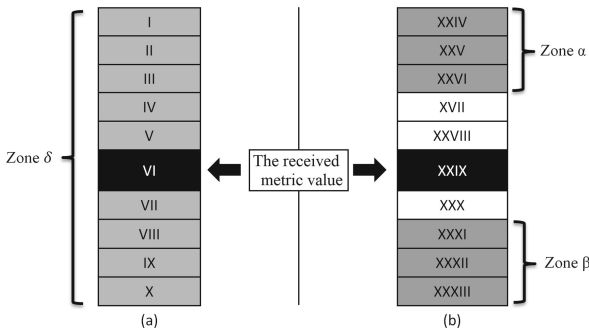 I
II
III
IV
V
VI
VII
VIII
IX
X
Zone δ
(a)
The received
metric value
XXIV
XXV
XXVI
XVII
XXVIII
XXIX
XXX
XXXI
XXXII
XXXIII
Zone α
Zone β
(b)